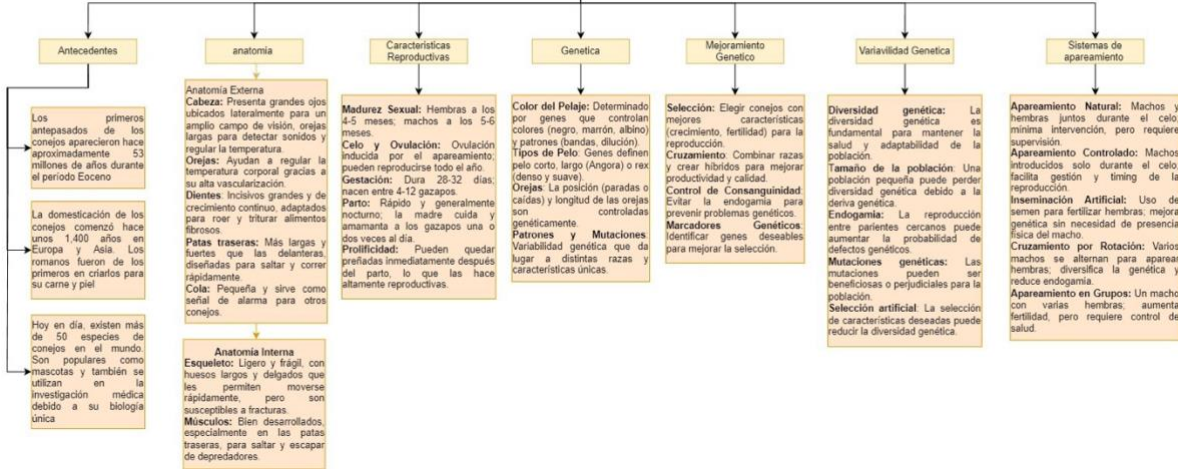 Antecedentes
Los primeros
antepasados de los
conejos aparecieron hace
aproximadamente 53
millones de años durante
el período Eoceno
La domesticación de los
conejos comenzó hace
unos 1,400 años en
Europa y Asia. Los
romanos fueron de los
primeros en criarlos para
su carne y piel
Hoy en día, existen más
de 50 especies de
conejos en el mundo.
Son populares como
mascotas y también se
utilizan en la
investigación médica
debido a su biología
única
anatomía
Anatomía Externa
Cabeza: Presenta grandes ojos
ubicados lateralmente para un
amplio campo de visión, orejas
largas para detectar sonidos y
regular la temperatura.
Orejas: Ayudan a regular la
temperatura corporal gracias a
su alta vascularización.
Dientes: Incisivos grandes y de
crecimiento continuo, adaptados
para roer y triturar alimentos
fibrosos.
Patas traseras: Más largas y
fuertes que las delanteras,
diseñadas para saltar y correr
rápidamente.
Cola: Pequeña y sirve como
señal de alarma para otros
conejos.
Anatomía Interna
Esqueleto: Ligero y frágil, con
huesos largos y delgados que
les permiten moverse
rápidamente, pero son
susceptibles a fracturas.
Músculos: Bien desarrollados,
especialmente en las patas
traseras, para saltar y escapar
de depredadores.
Características
Reproductivas
Madurez Sexual: Hembras a los
4-5 meses; machos a los 5-6
meses.
Celo y Ovulación: Ovulación
inducida por el apareamiento;
pueden reproducirse todo el año.
Gestación: Dura 28-32 días;
nacen entre 4-12 gazapos.
Parto: Rápido y generalmente
nocturno; la madre cuida y
amamanta a los gazapos una o
dos veces al día.
Prolificidad: Pueden quedar
preñadas inmediatamente después
del parto, lo que las hace
altamente reproductivas.
Genetica
Color del Pelaje: Determinado
por genes que controlan
colores (negro, marrón, albino)
y patrones (bandas, dilución).
Tipos de Pelo: Genes definen
pelo corto, largo (Angora) o rex
(denso y suave).
Orejas: La posición (paradas o
caídas) y longitud de las orejas
son controladas
genéticamente.
Patrones y Mutaciones:
Variabilidad genética que da
lugar a distintas razas y
características únicas.
Mejoramiento
Genetico
Selección: Elegir conejos con
mejores características
(crecimiento, fertilidad) para la
reproducción.
Cruzamiento: Combinar razas
y crear híbridos para mejorar
productividad y calidad.
Control de Consanguinidad:
Evitar la endogamia para
prevenir problemas genéticos.
Marcadores Genéticos:
Identificar genes deseables
para mejorar la selección.
Variavilidad Genetica
Diversidad genética: La
diversidad genética es
fundamental para mantener la
salud y adaptabilidad de la
población.
Tamaño de la población: Una
población pequeña puede perder
diversidad genética debido a la
deriva genética.
Endogamia: La reproducción
entre parientes cercanos puede
aumentar la probabilidad de
defectos genéticos.
Mutaciones genéticas: Las
mutaciones pueden ser
beneficiosas o perjudiciales para la
población.
Selección artificial: La selección
de características deseadas puede
reducir la diversidad genética.
Sistemas de
apareamiento
Apareamiento Natural: Machos y
hembras juntos durante el celo;
mínima intervención, pero requiere
supervisión.
Apareamiento Controlado: Machos
introducidos solo durante el celo;
facilita gestión y timing de la
reproducción.
Inseminación Artificial: Uso de
semen para fertilizar hembras; mejora
genética sin necesidad de presencia
física del macho.
Cruzamiento por Rotación: Varios
machos se alternan para aparear
hembras; diversifica la genética y
reduce endogamia.
Apareamiento en Grupos: Un macho
con varias hembras; aumenta
fertilidad, pero requiere control de
salud.